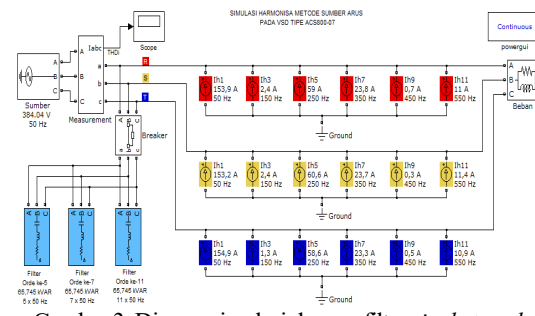 SIMULASI HARMONISA METODE SUMBER ARUS
PADA VSD TIPE ACS800-07
Continuous
powergui
Iabc
THDi
Scope
A
B
C
A
B
C
a
b
c
R
S
T
Sumber
384.04 V
50 Hz
Measurement
A
B
C
Beban
Ih1
153,9 A
50 Hz
Ih3
2,4 A
150 Hz
Ih5
59 A
250 Hz
Ih7
23,8 A
350 Hz
Ih9
0,7 A
450 Hz
Ih11
11 A
550 Hz
Ground
A B C
Breaker
a b c
Ih1
153,2 A
50 Hz
Ih3
2,4 A
150 Hz
Ih5
60,6 A
250 Hz
Ih7
23,7 A
350 Hz
Ih9
0,3 A
450 Hz
Ih11
11,4 A
550 Hz
Ground
A B C
A B C
A B C
Ih1
154,9 A
50 Hz
Ih3
1,3 A
150 Hz
Ih5
58,6 A
250 Hz
Ih7
23,3 A
350 Hz
Ih9
0,5 A
450 Hz
Ih11
10,9 A
550 Hz
Ground
Filter
Orde ke-5
65,745 kVAR
5 x 50 Hz
Filter
Orde ke-7
65,745 kVAR
7 x 50 Hz
Filter
Orde ke-11
65,745 kVAR
11 x 50 Hz